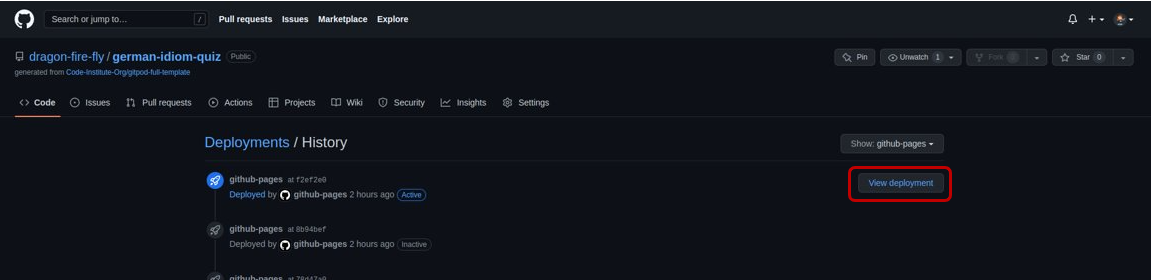 Search or jump to… / Pull requests Issues Marketplace Explore
dragon-fire-fly / german-idiom-quiz Public Pin Unwatch 1 Fork Star 0
generated from Code-Institute-Org/gitpod-full-template
Code Issues Pull requests Actions Projects Wiki Security Insights Settings
Deployments / History Show: github-pages
github-pages at f2ef2e0 View deployment
Deployed by github-pages 2 hours ago Active
github-pages at 8b94bef
Deployed by github-pages 2 hours ago Inactive
github-pages at 78d47a0